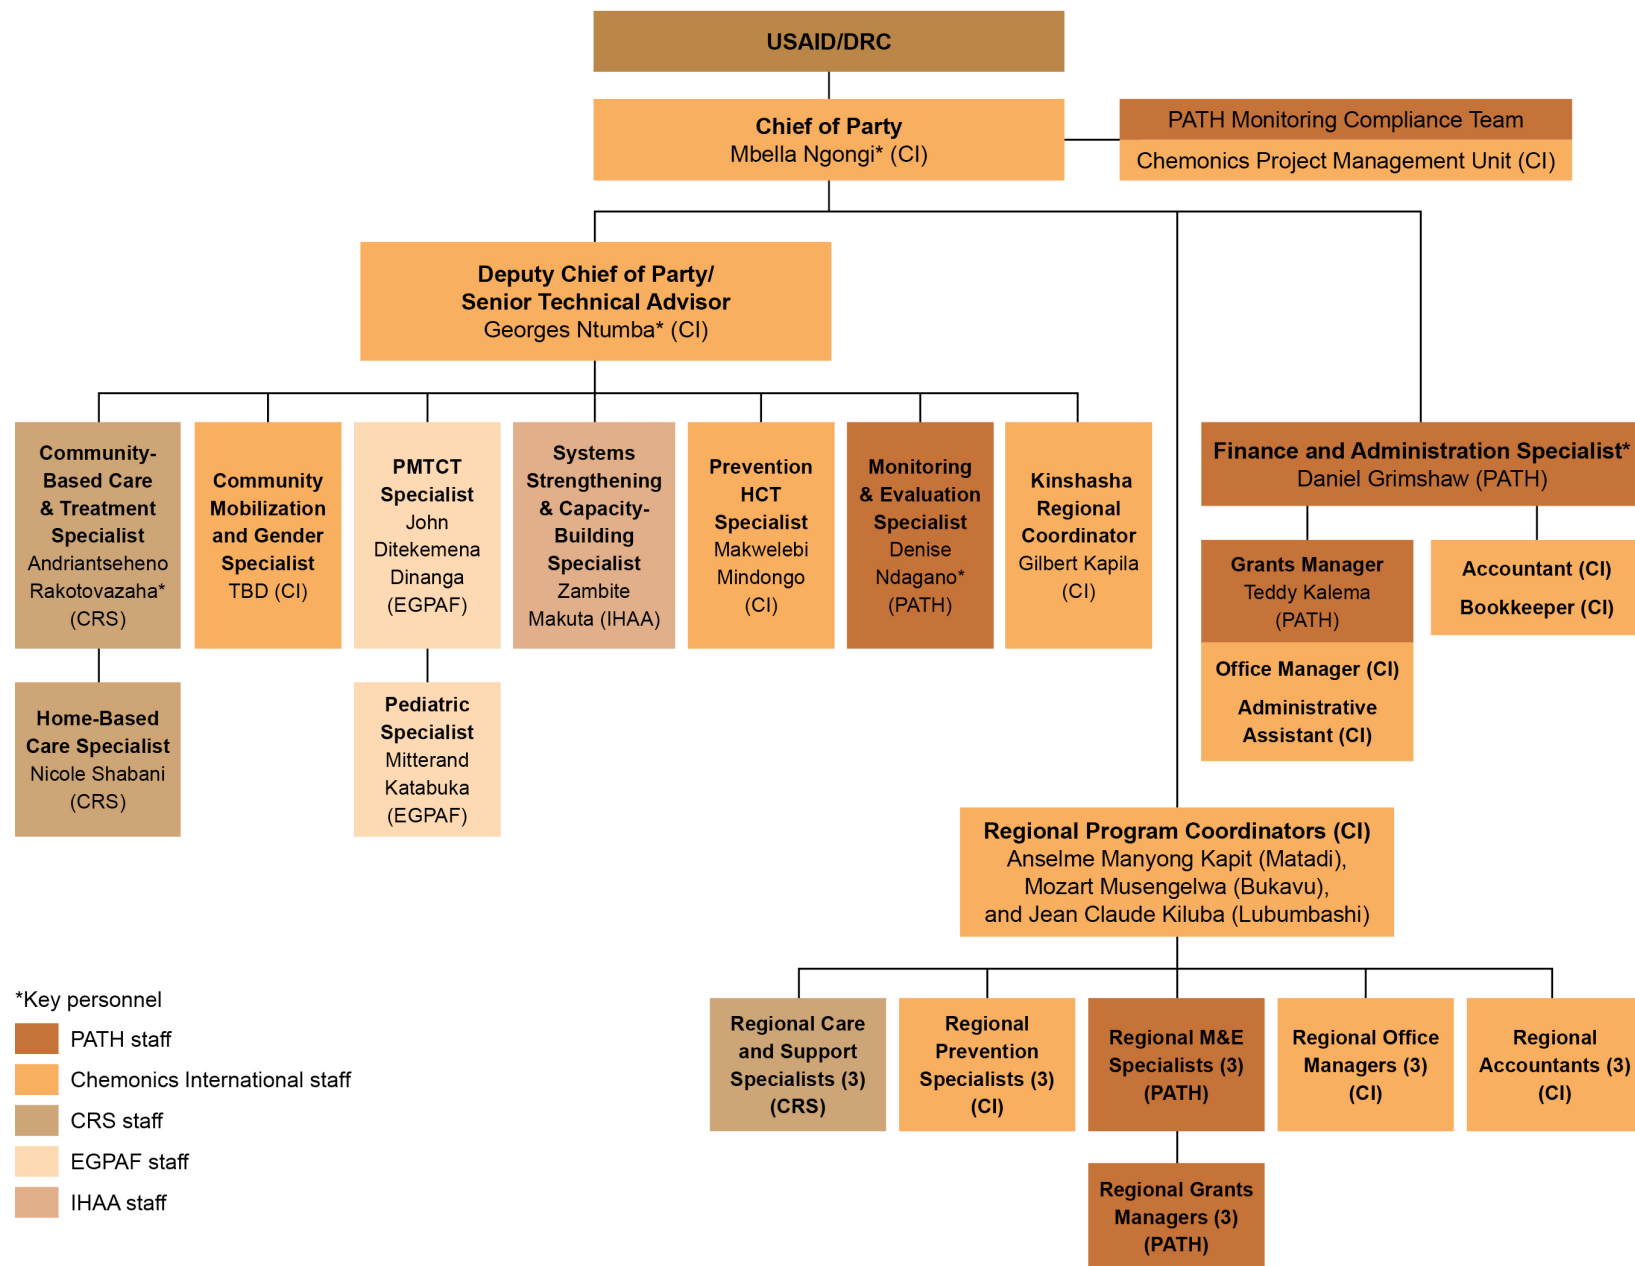 USAID/DRC
Chief of Party
Mbella Ngongi* (CI)
PATH Monitoring Compliance Team
Chemonics Project Management Unit (CI)
Deputy Chief of Party/
Senior Technical Advisor
Georges Ntumba* (CI)
Community-
Based Care
& Treatment
Specialist
Andriantseheno
Rakotovazaha*
(CRS)
Community
Mobilization
and Gender
Specialist
TBD (CI)
PMTCT
Specialist
John
Ditekemena
Dinanga
(EGPAF)
Systems
Strengthening
& Capacity-
Building
Specialist
Zambite
Makuta (IHAA)
Prevention
HCT
Specialist
Makwelebi
Mindongo
(CI)
Monitoring
& Evaluation
Specialist
Denise
Ndagano*
(PATH)
Kinshasha
Regional
Coordinator
Gilbert Kapila
(CI)
Finance and Administration Specialist*
Daniel Grimshaw (PATH)
Grants Manager
Teddy Kalema
(PATH)
Office Manager (CI)
Administrative
Assistant (CI)
Accountant (CI)
Bookkeeper (CI)
Home-Based
Care Specialist
Nicole Shabani
(CRS)
Pediatric
Specialist
Mitterand
Katabuka
(EGPAF)
Regional Program Coordinators (CI)
Anselme Manyong Kapit (Matadi),
Mozart Musengelwa (Bukavu),
and Jean Claude Kiluba (Lubumbashi)
Regional Care
and Support
Specialists (3)
(CRS)
Regional
Prevention
Specialists (3)
(CI)
Regional M&E
Specialists (3)
(PATH)
Regional Office
Managers (3)
(CI)
Regional
Accountants (3)
(CI)
Regional Grants
Managers (3)
(PATH)
*Key personnel
PATH staff
Chemonics International staff
CRS staff
EGPAF staff
IHAA staff